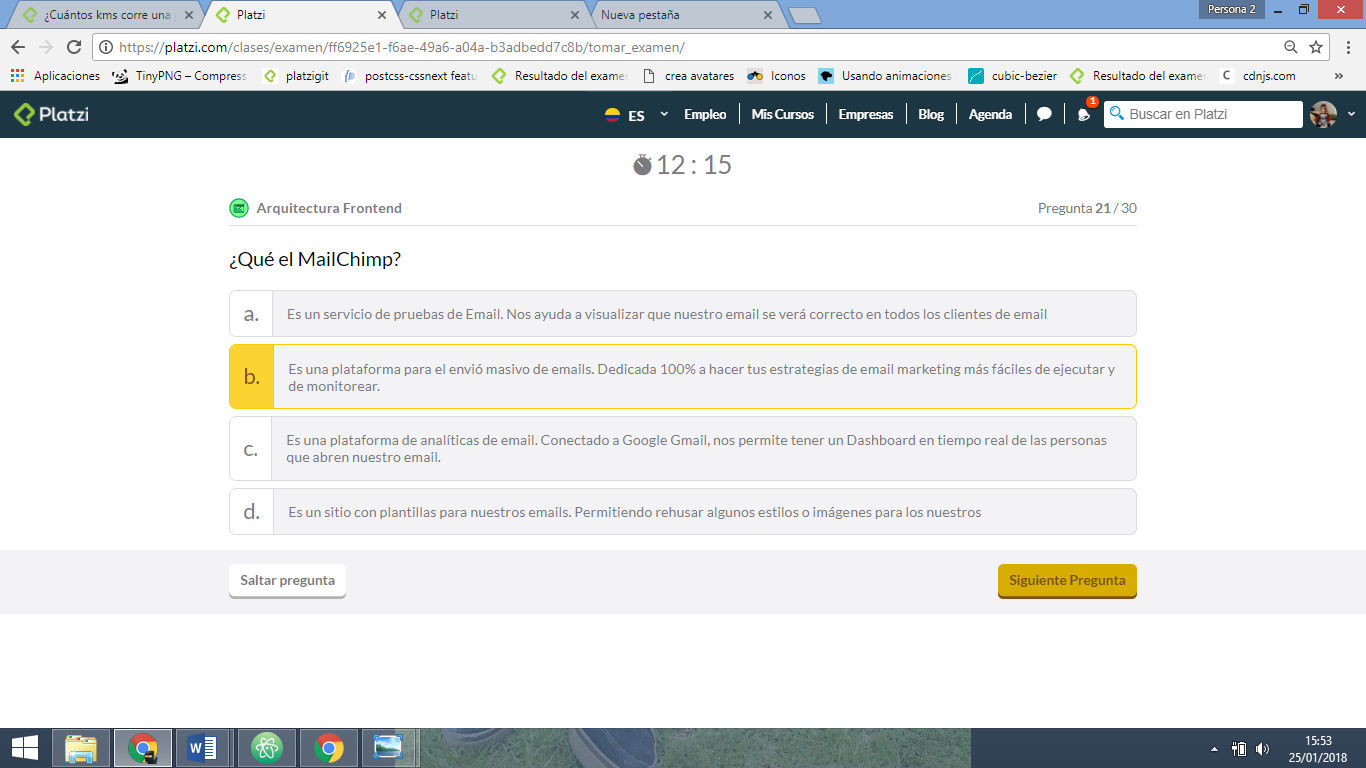 ¿Cuántos kms corre una
Platzi
Platzi
Nueva pestaña
Persona 2
https://platzi.com/clases/examen/ff6925e1-f6ae-49a6-a04a-b3adbedd7c8b/tomar_examen/
Aplicaciones
TinyPNG – Compress
platzigit
postcss-cssnext featu
Resultado del examen
crea avatares
Iconos
Usando animaciones
cubic-bezier
Resultado del examen
cdnjs.com
»
Platzi
ES
Empleo
Mis Cursos
Empresas
Blog
Agenda
1
Buscar en Platzi
12 : 15
Arquitectura Frontend
Pregunta 21 / 30
¿Qué el MailChimp?
a.
Es un servicio de pruebas de Email. Nos ayuda a visualizar que nuestro email se verá correcto en todos los clientes de email
b.
Es una plataforma para el envió masivo de emails. Dedicada 100% a hacer tus estrategias de email marketing más fáciles de ejecutar y
de monitorear.
c.
Es una plataforma de analíticas de email. Conectado a Google Gmail, nos permite tener un Dashboard en tiempo real de las personas
que abren nuestro email.
d.
Es un sitio con plantillas para nuestros emails. Permitiendo rehusar algunos estilos o imágenes para los nuestros
Saltar pregunta
Siguiente Pregunta
15:53
25/01/2018